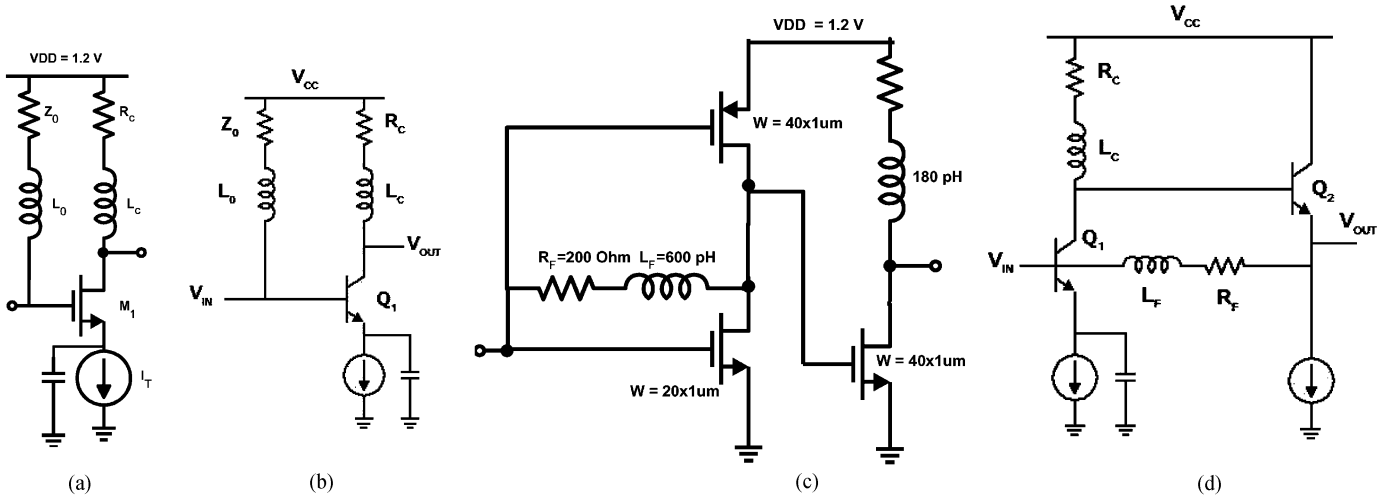 VDD = 1.2 V
Z0
RC
L0
LC
M1
IT
(a)
VCC
Z0
RC
L0
LC
VOUT
VIN
Q1
(b)
VDD = 1.2 V
W = 40x1um
180 pH
RF=200 Ohm LF=600 pH
W = 40x1um
W = 20x1um
(c)
VCC
RC
LC
Q2
Q1
VOUT
VIN
LF
RF
(d)